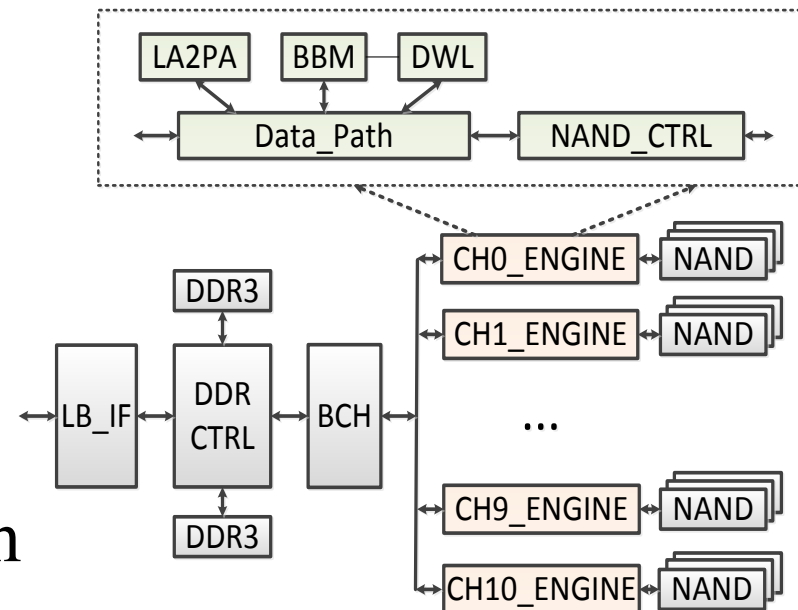 LA2PA
BBM
DWL
Data_Path
NAND_CTRL
CH0_ENGINE
NAND
DDR3
CH1_ENGINE
NAND
LB_IF
DDR
CTRL
BCH
...
CH9_ENGINE
NAND
DDR3
CH10_ENGINE
NAND